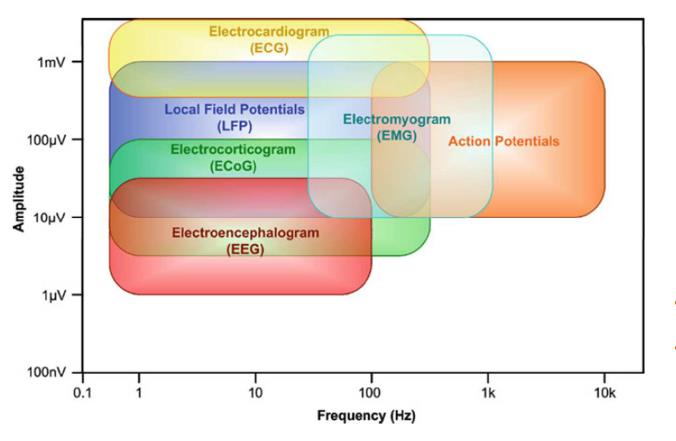 Electrocardiogram
(ECG)
1mV
Local Field Potentials
(LFP)
Electromyogram
(EMG)
100µV
Action Potentials
Electrocorticogram
(ECoG)
Amplitude
10µV
Electroencephalogram
(EEG)
1µV
100nV
0.1 1 10 100 1k 10k
Frequency (Hz)